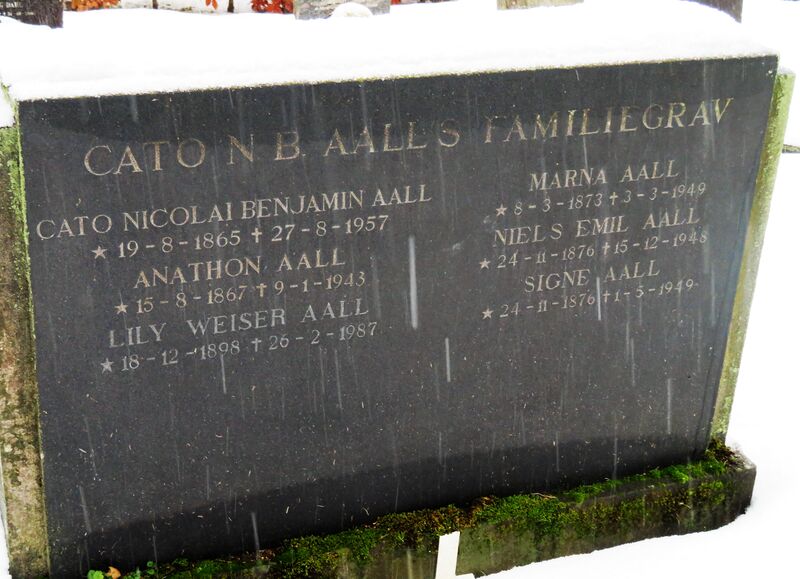 CATO N B. AALL'S FAMILIEGRAV
CATO NICOLAI BENJAMIN AALL
★ 19-8-1865 ✝ 27-8-1957
ANATHON AALL
★ 15-8-1867 ✝ 9-1-1943
LILY WEISER AALL
★ 18-12-1898 ✝ 26-2-1987
MARNA AALL
★ 8-3-1873 ✝ 3-3-1949
NIELS EMIL AALL
★ 24-11-1876 ✝ 15-12-1948
SIGNE AALL
★ 24-11-1876 ✝ 1-5-1949